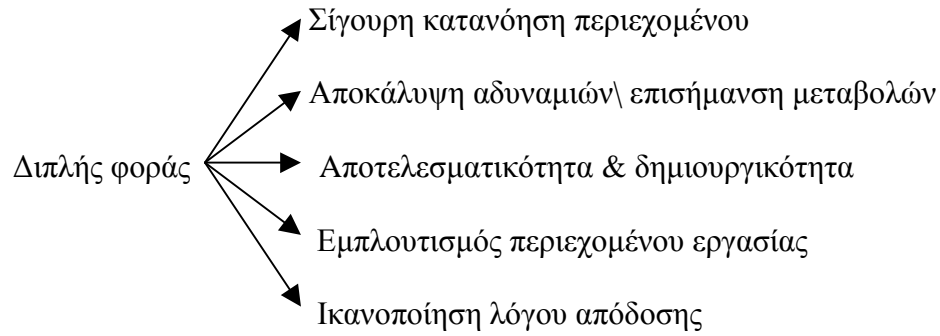 Σίγουρη κατανόηση περιεχομένου
Αποκάλυψη αδυναμιών\ επισήμανση μεταβολών
Διπλής φοράς
Αποτελεσματικότητα & δημιουργικότητα
Εμπλουτισμός περιεχομένου εργασίας
Ικανοποίηση λόγου απόδοσης